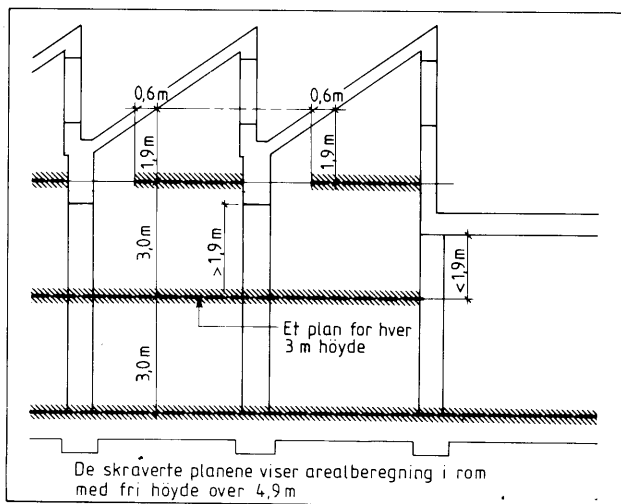 0,6m
0,6m
1,9m
1,9m
3,0m
>1,9m
<1,9m
Et plan for hver
3 m höyde
3,0m
De skraverte planene viser arealberegning i rom
med fri höyde over 4,9m